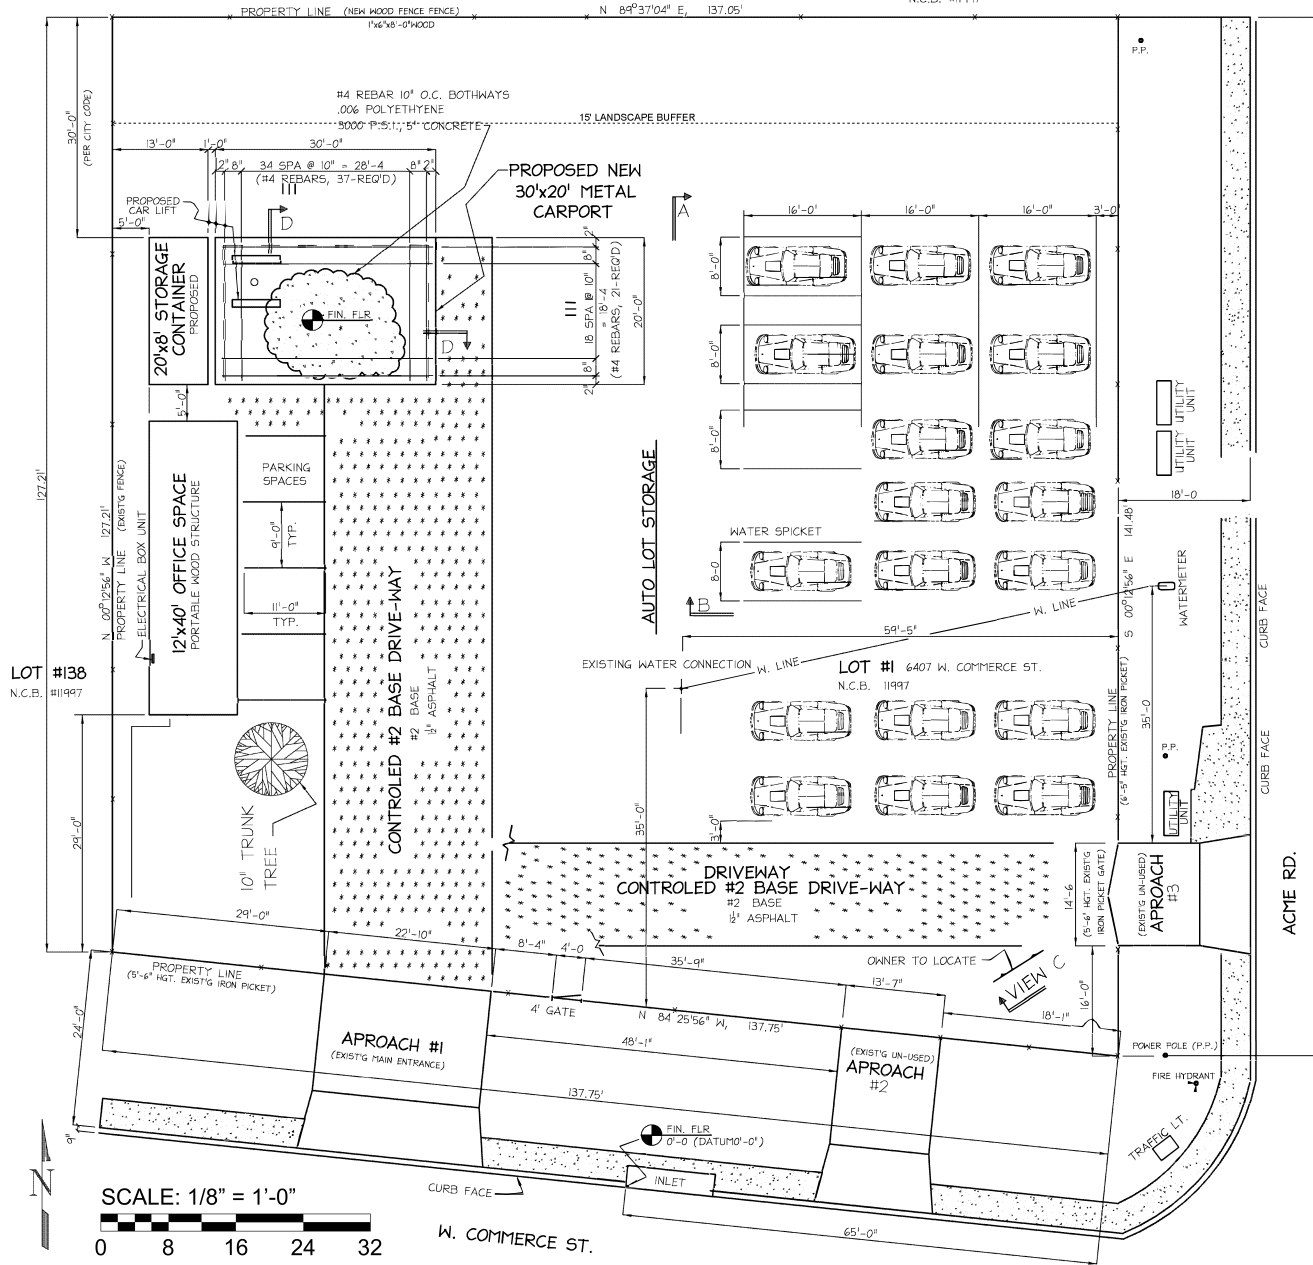 PROPERTY LINE (NEW WOOD FENCE FENCE)
1"x6"x8'-0"WOOD
N 89°37'04" E, 137.05'
P.P.
127.21'
30'-0"
(PER CITY CODE)
#4 REBAR 10" O.C. BOTHWAYS
.006 POLYETHYENE
3000 P.S.I., 5" CONCRETE
15' LANDSCAPE BUFFER
13'-0"
1'-0"
30'-0"
2" 8"
34 SPA @ 10" = 28'-4
8" 2"
(#4 REBARS, 37-REQ'D)
PROPOSED NEW
30'x20' METAL
CARPORT
PROPOSED
CAR LIFT
5'-0"
D
A
16'-0'
16'-0"
16'-0"
3'-0'
20'x8' STORAGE
CONTAINER
PROPOSED
FIN. FLR
D
2"
8"
18 SPA @ 10"
= 18'-4
(#4 REBARS, 21-REQ'D)
8"
2"
20'-0"
8'-0"
8'-0"
8'-0"
8-0
5'-0"
UTILITY
UNIT
UTILITY
UNIT
18'-0
12'x40' OFFICE SPACE
PORTABLE WOOD STRUCTURE
PARKING
SPACES
9'-0"
TYP.
11'-0"
TYP.
N 00°12'56" W 127.21'
PROPERTY LINE (EXIST'G FENCE)
ELECTRICAL BOX UNIT
CONTROLED #2 BASE DRIVE-WAY
#2 BASE
½" ASPHALT
AUTO LOT STORAGE
WATER SPICKET
B
W. LINE
59'-5"
EXISTING WATER CONNECTION
W. LINE
LOT #1 6407 W. COMMERCE ST.
N.C.B. 11997
S 00°12'56" E 141.48'
PROPERTY LINE
(6'-5" HGT. EXIST'G IRON PICKET)
WATERMETER
CURB FACE
35'-0
P.P.
CURB FACE
UTILITY
UNIT
LOT #138
N.C.B. #11997
29'-0"
10" TRUNK
TREE
35'-0"
3'-0"
DRIVEWAY
CONTROLED #2 BASE DRIVE-WAY
#2 BASE
½" ASPHALT
14'-6
(5'-6" HGT. EXIST'G
IRON PICKET GATE)
(EXIST'G UN-USED)
APROACH
#3
ACME RD.
29'-0"
22'-10"
8'-4"
4'-0
35'-9"
13'-7"
18'-1"
16'-0"
OWNER TO LOCATE
VIEW C
PROPERTY LINE
(5'-6" HGT. EXIST'G IRON PICKET)
24'-0"
9"
4' GATE
N 84 25'56" W, 137.75'
APROACH #1
(EXIST'G MAIN ENTRANCE)
48'-1"
(EXIST'G UN-USED)
APROACH
#2
137.75'
POWER POLE (P.P.)
FIRE HYDRANT
TRAFFIC LT.
FIN. FLR
0'-0 (DATUM0'-0")
INLET
CURB FACE
65'-0"
W. COMMERCE ST.
N
SCALE: 1/8" = 1'-0"
0 8 16 24 32